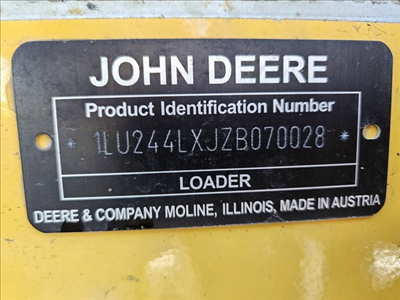 JOHN DEERE
Product Identification Number
* 1LU244LXJZB070028 *
LOADER
DEERE & COMPANY MOLINE, ILLINOIS, MADE IN AUSTRIA